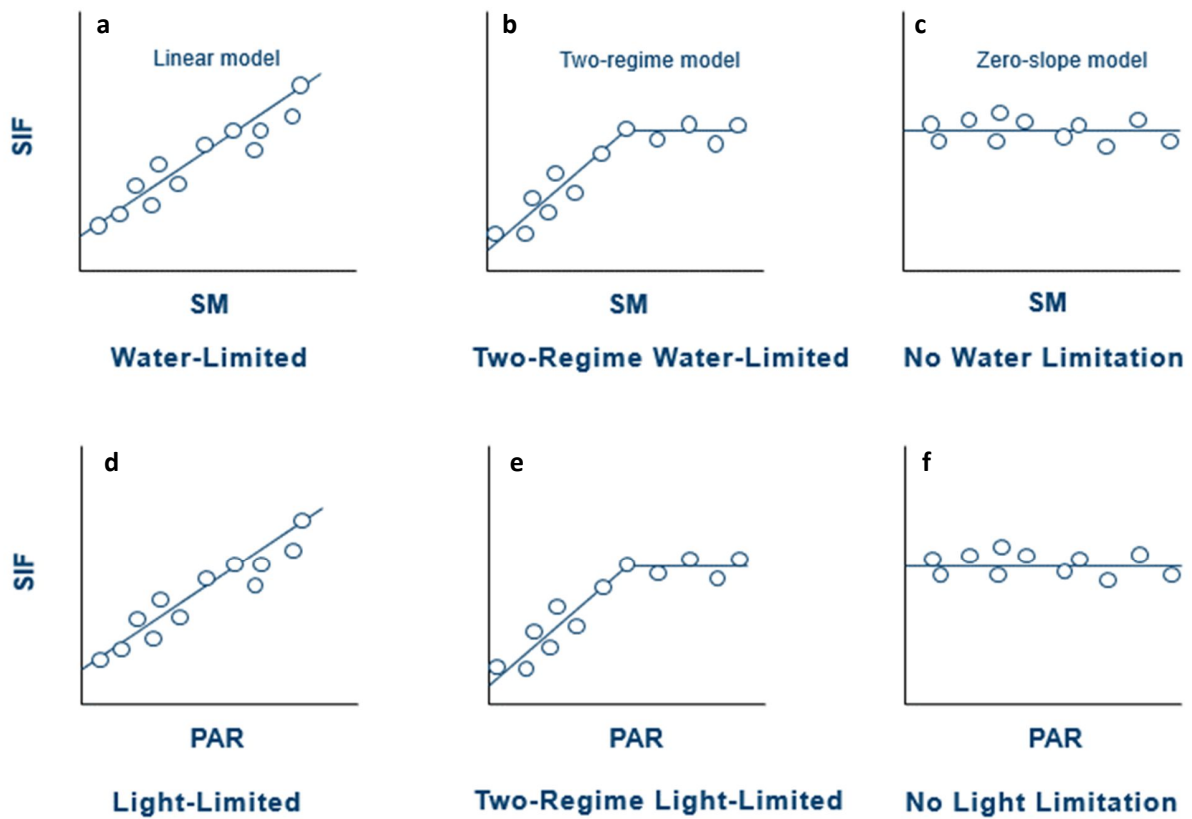 a
b
c
Linear model
Two-regime model
Zero-slope model
SIF
SM
SM
SM
Water-Limited
Two-Regime Water-Limited
No Water Limitation
d
e
f
SIF
PAR
PAR
PAR
Light-Limited
Two-Regime Light-Limited
No Light Limitation